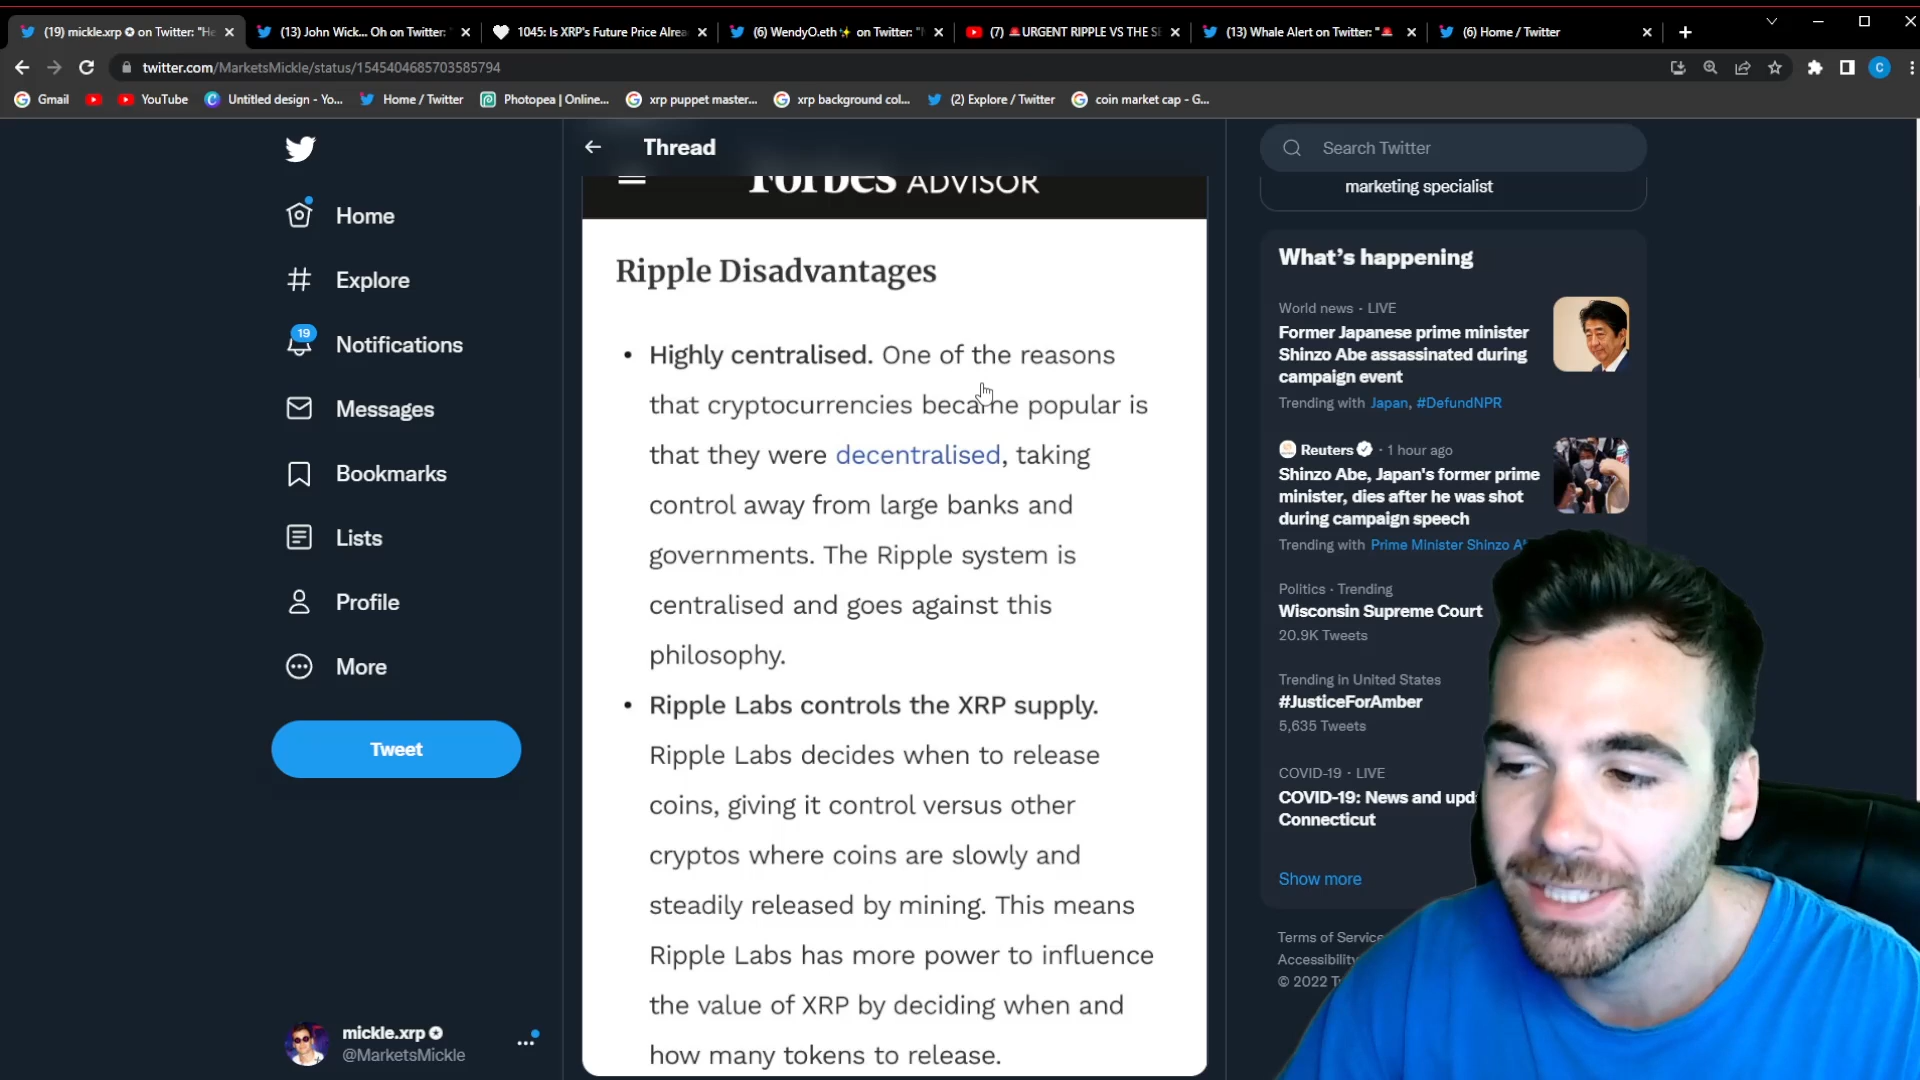 (19) mickle.xrp ✪ on Twitter: "He
(13) John Wick... Oh on Twitter:
1045: Is XRP's Future Price Alrea
(6) WendyO.eth✨ on Twitter: "
(7) 🚨URGENT RIPPLE VS THE SE
(13) Whale Alert on Twitter: "🚨
(6) Home / Twitter
twitter.com/MarketsMickle/status/1545404685703585794
C
Gmail
YouTube
Untitled design - Yo...
Home / Twitter
Photopea | Online...
xrp puppet master...
xrp background col...
(2) Explore / Twitter
coin market cap - G...
Home
Explore
19
Notifications
Messages
Bookmarks
Lists
Profile
More
Tweet
mickle.xrp ✪
@MarketsMickle
Thread
Forbes ADVISOR
Ripple Disadvantages
• Highly centralised. One of the reasons
that cryptocurrencies became popular is
that they were decentralised, taking
control away from large banks and
governments. The Ripple system is
centralised and goes against this
philosophy.
• Ripple Labs controls the XRP supply.
Ripple Labs decides when to release
coins, giving it control versus other
cryptos where coins are slowly and
steadily released by mining. This means
Ripple Labs has more power to influence
the value of XRP by deciding when and
how many tokens to release.
Search Twitter
marketing specialist
What's happening
World news · LIVE
Former Japanese prime minister
Shinzo Abe assassinated during
campaign event
Trending with Japan, #DefundNPR
Reuters · 1 hour ago
Shinzo Abe, Japan's former prime
minister, dies after he was shot
during campaign speech
Trending with Prime Minister Shinzo A
Politics · Trending
Wisconsin Supreme Court
20.9K Tweets
Trending in United States
#JusticeForAmber
5,635 Tweets
COVID-19 · LIVE
COVID-19: News and upd
Connecticut
Show more
Terms of Service
Accessibility
© 2022 T